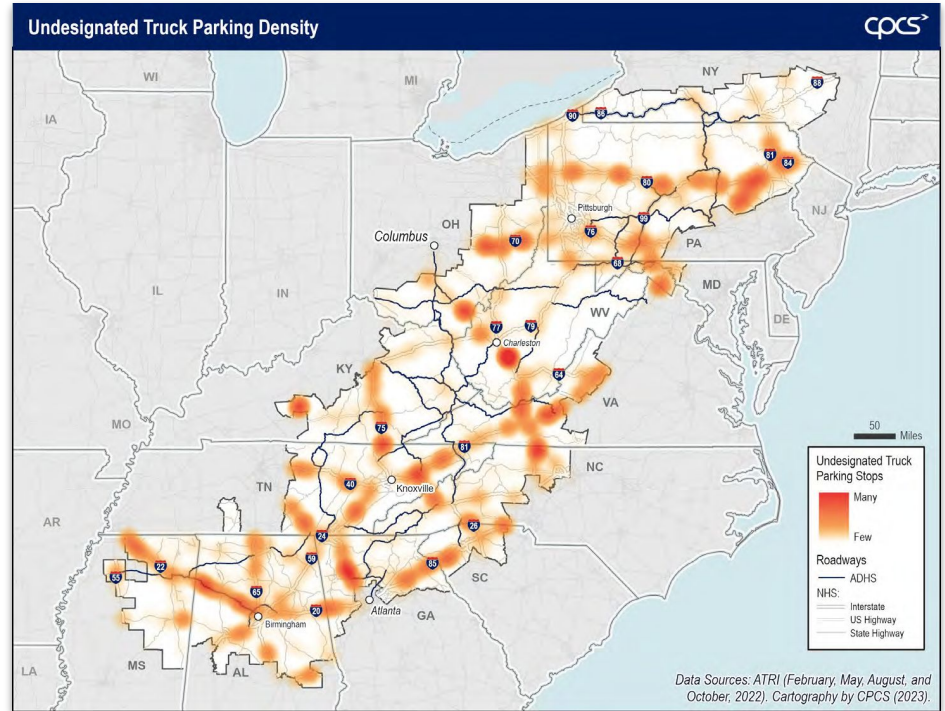 Undesignated Truck Parking Density
cpcs
WI
MI
NY
88
IA
90
86
81
84
80
Pittsburgh
99
NJ
OH
76
Columbus
70
PA
68
MD
IL
IN
WV
DE
77
79
Charleston
KY
64
VA
MO
75
50
Miles
81
NC
TN
40
Knoxville
AR
26
24
59
85
22
55
65
SC
20
Atlanta
GA
Birmingham
MS
AL
LA
Undesignated Truck
Parking Stops
Many
Few
Roadways
ADHS
NHS:
Interstate
US Highway
State Highway
Data Sources: ATRI (February, May, August, and
October, 2022). Cartography by CPCS (2023).